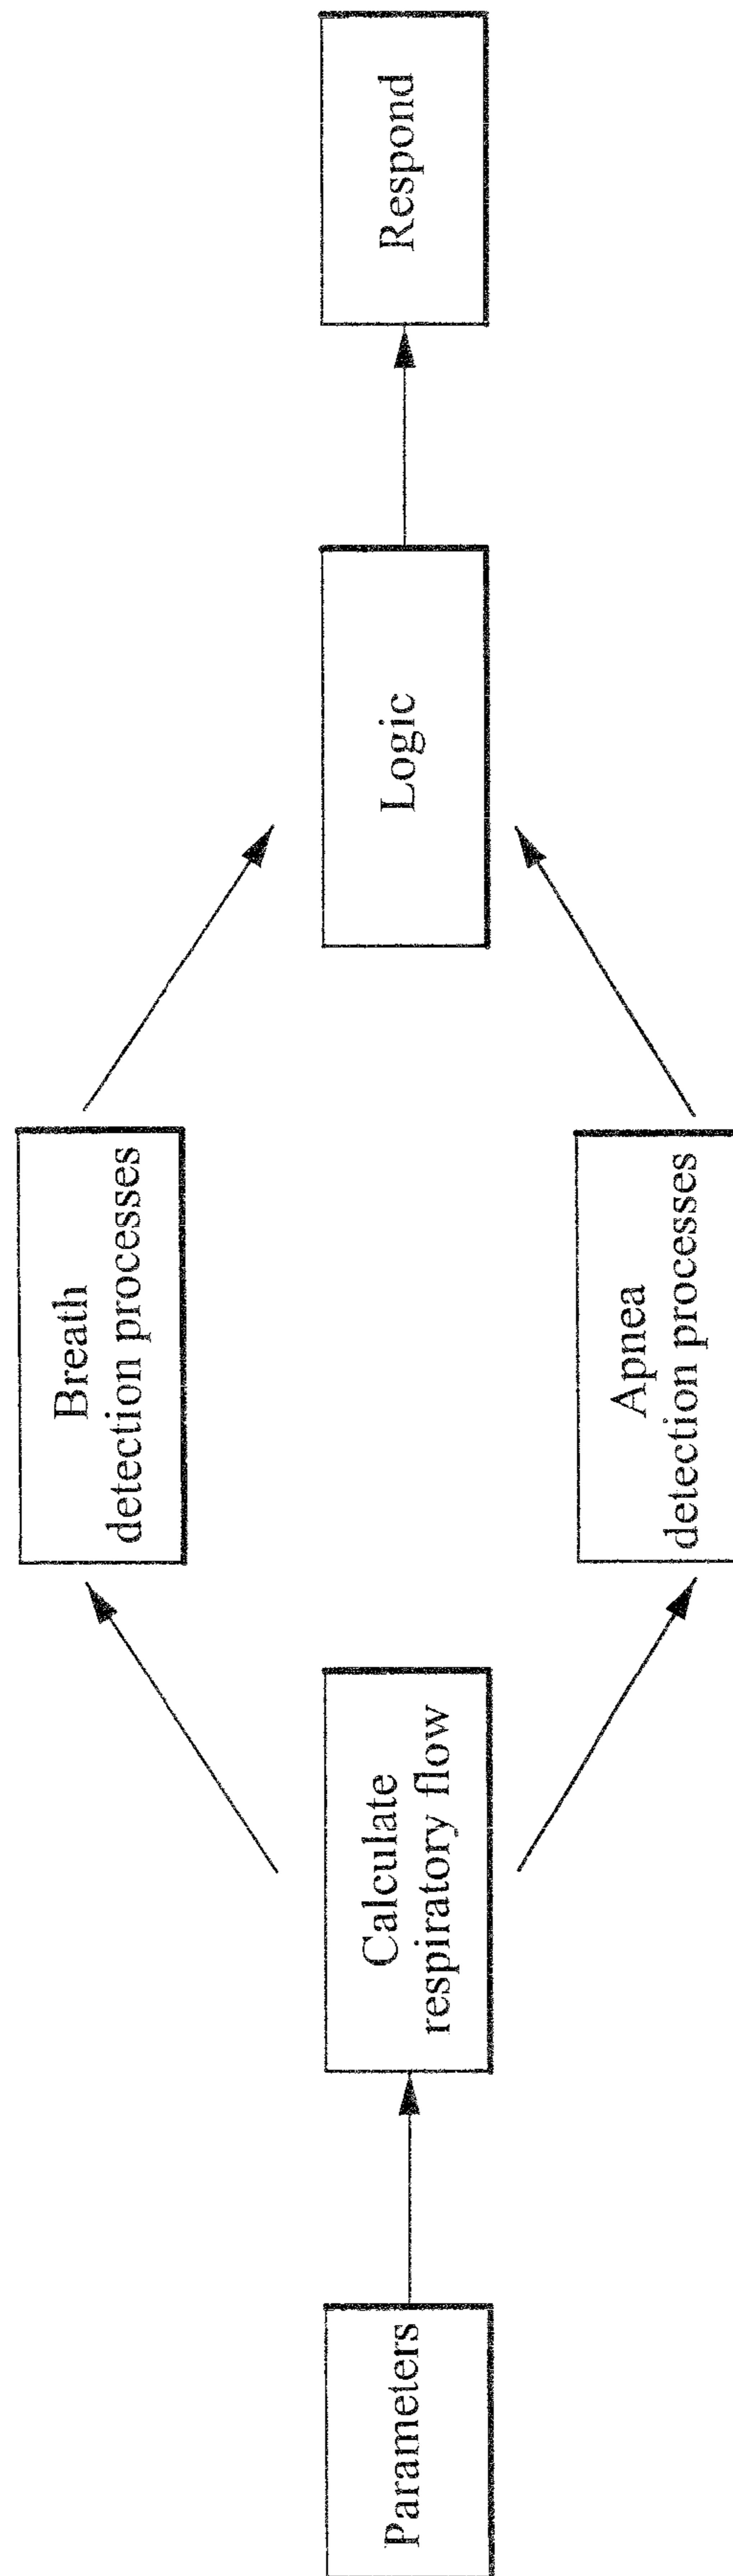 Parameters
Calculate
respiratory flow
Breath
detection processes
Apnea
detection processes
Logic
Respond